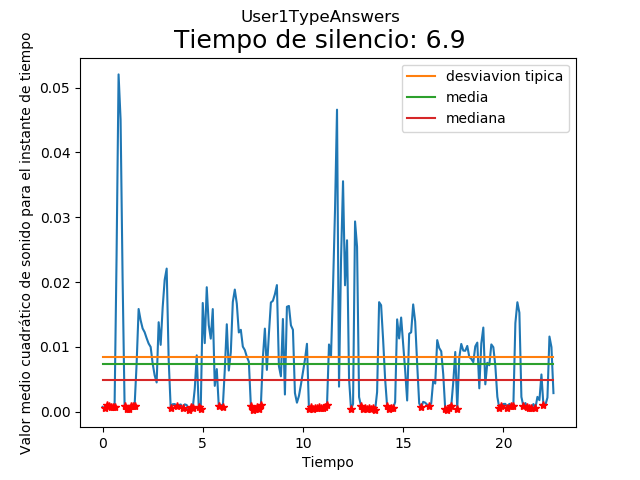 User1TypeAnswers
Tiempo de silencio: 6.9
Valor medio cuadrático de sonido para el instante de tiempo
0.05
0.04
0.03
0.02
0.01
0.00
desviavion tipica
media
mediana
0
5
10
15
20
Tiempo